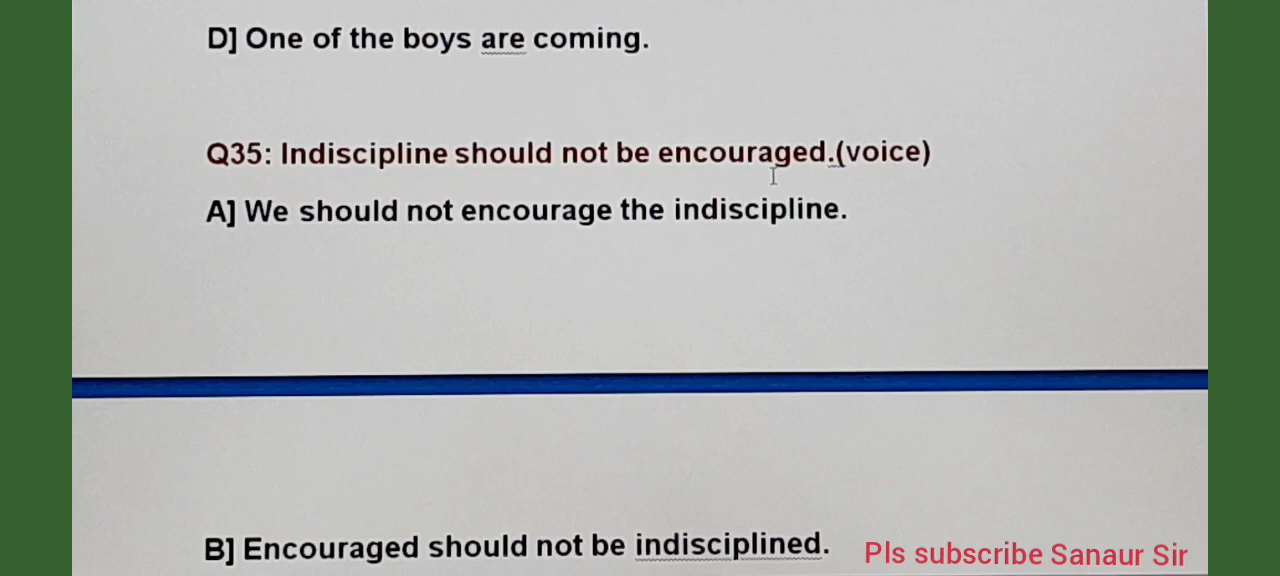 D] One of the boys are coming.
Q35: Indiscipline should not be encouraged.(voice)
A] We should not encourage the indiscipline.
B] Encouraged should not be indisciplined.
Pls subscribe Sanaur Sir